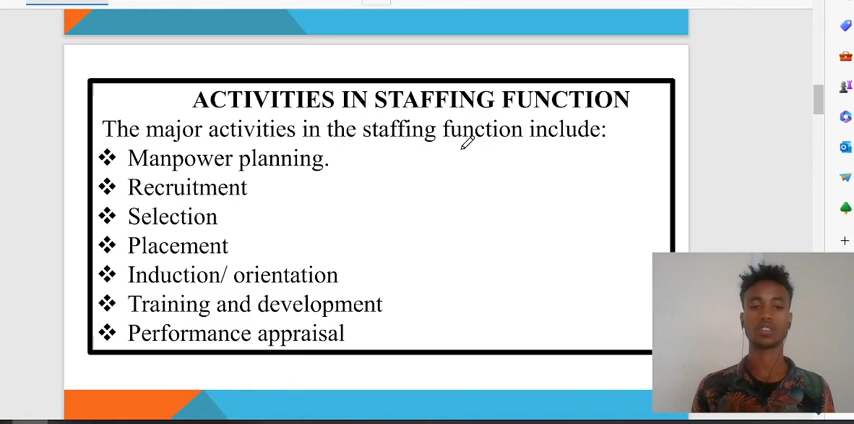 ACTIVITIES IN STAFFING FUNCTION
The major activities in the staffing function include:
❖ Manpower planning.
❖ Recruitment
❖ Selection
❖ Placement
❖ Induction/ orientation
❖ Training and development
❖ Performance appraisal